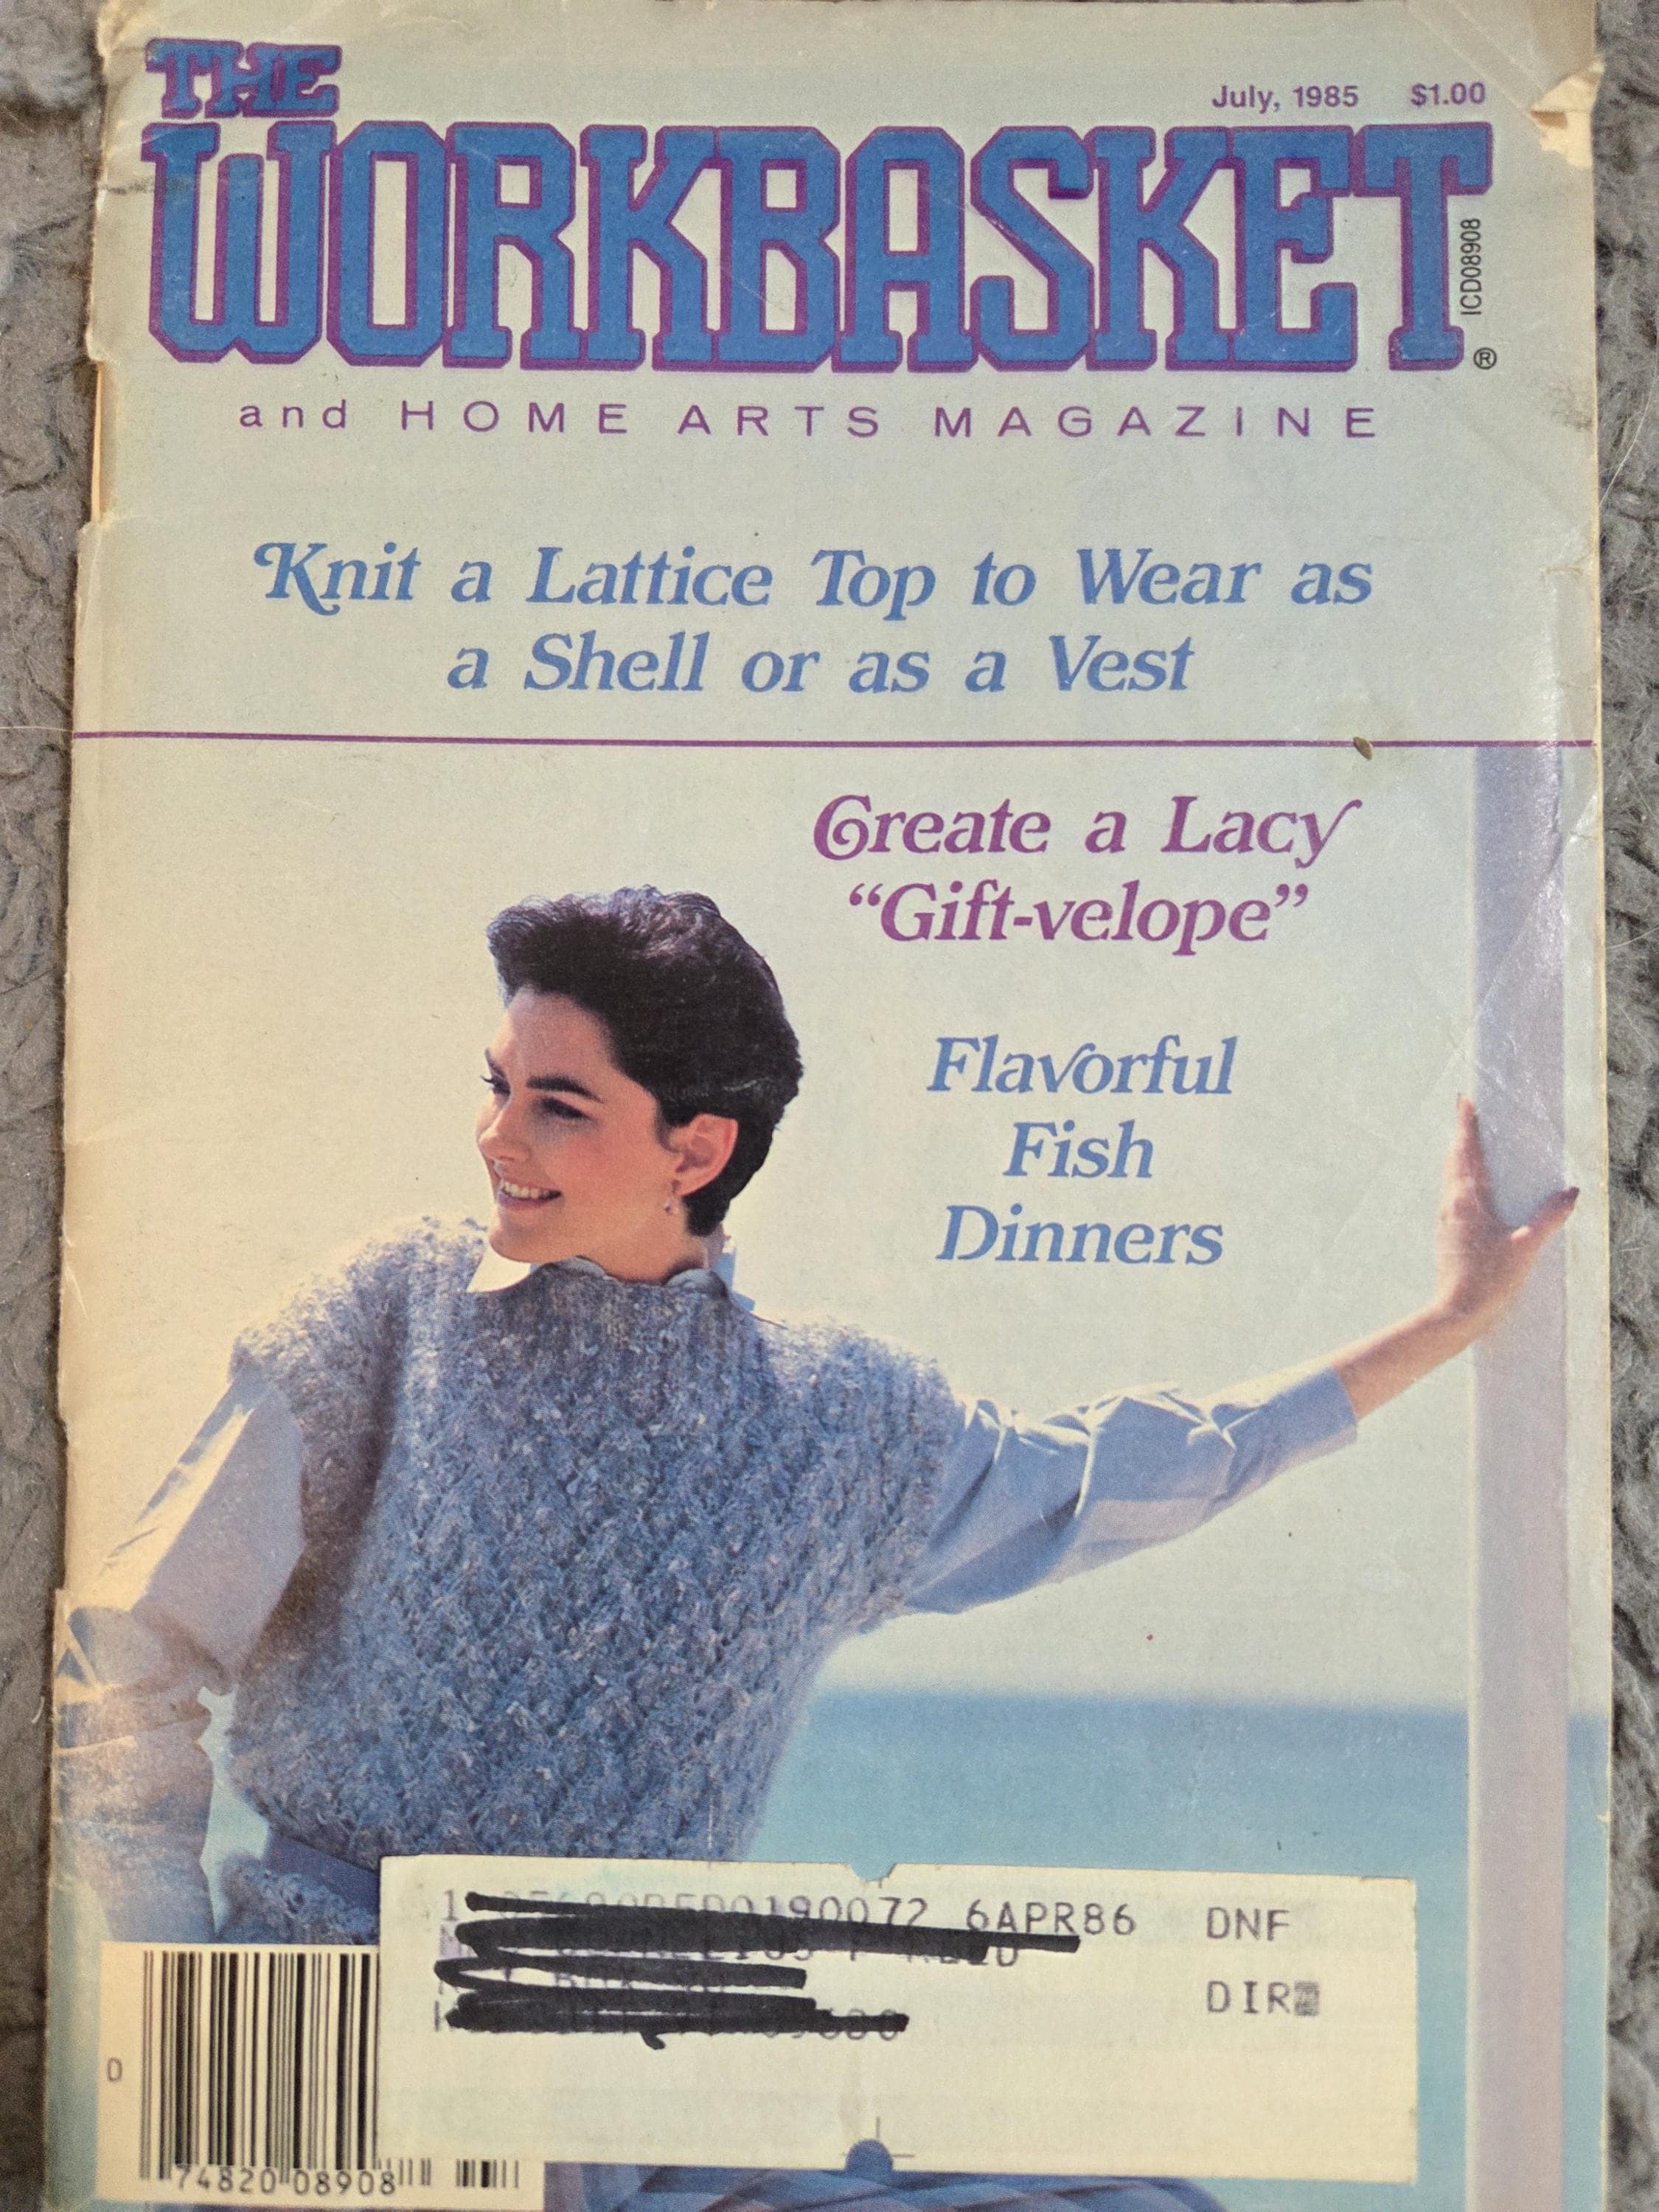 THE
July, 1985 $1.00
WORKBASKET®
ICD08908
and HOME ARTS MAGAZINE
Knit a Lattice Top to Wear as
a Shell or as a Vest
Create a Lacy
“Gift-velope”
Flavorful
Fish
Dinners
6APR86 DNF
DIR
0
74820 08908